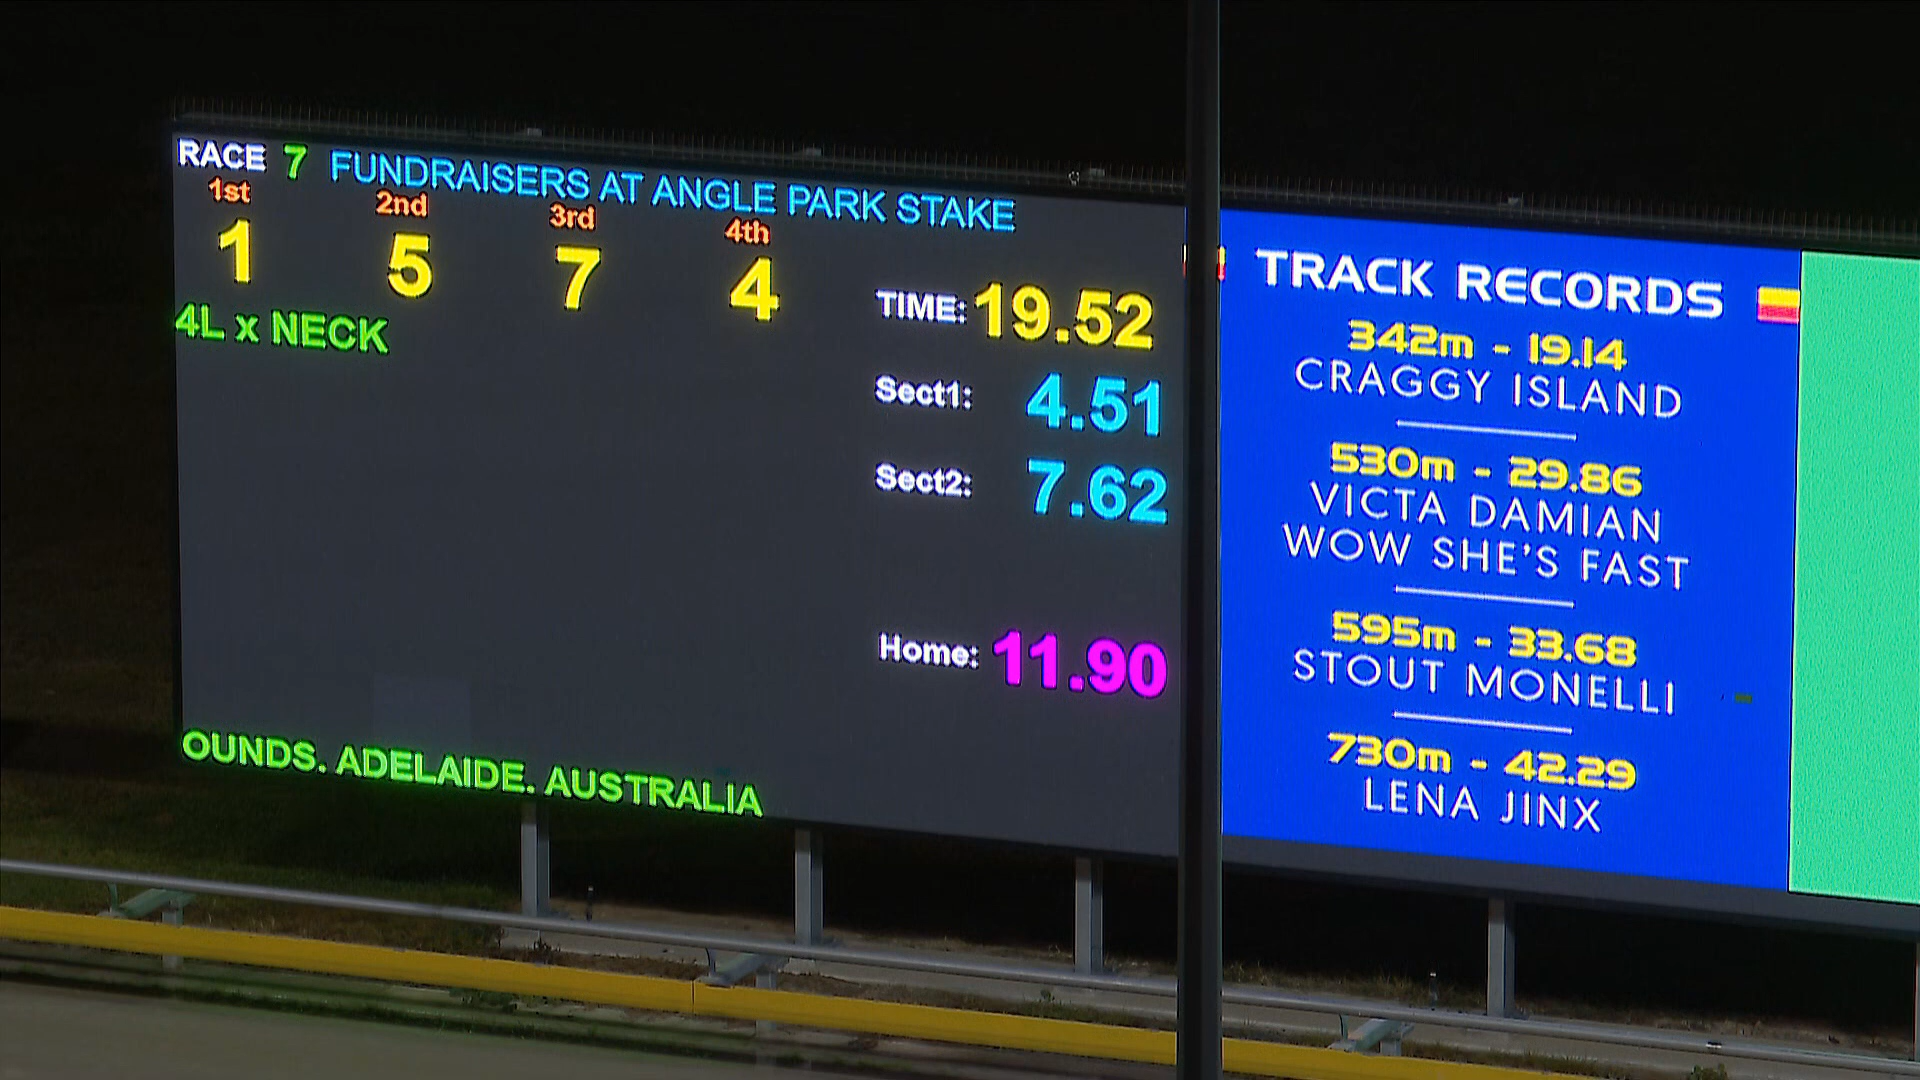 RACE 7 FUNDRAISERS AT ANGLE PARK STAKE
1st 2nd 3rd 4th
1 5 7 4
4L x NECK
TIME: 19.52
Sect1: 4.51
Sect2: 7.62
Home: 11.90
OUNDS. ADELAIDE. AUSTRALIA
TRACK RECORDS
342m - 19.14
CRAGGY ISLAND
530m - 29.86
VICTA DAMIAN
WOW SHE'S FAST
595m - 33.68
STOUT MONELLI
730m - 42.29
LENA JINX